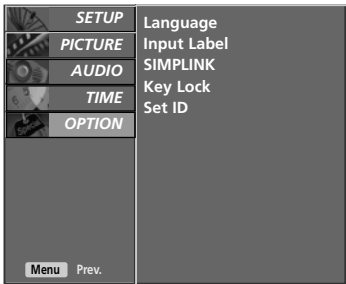 SETUP
PICTURE
AUDIO
TIME
OPTION
Language
Input Label
SIMPLINK
Key Lock
Set ID
Menu Prev.